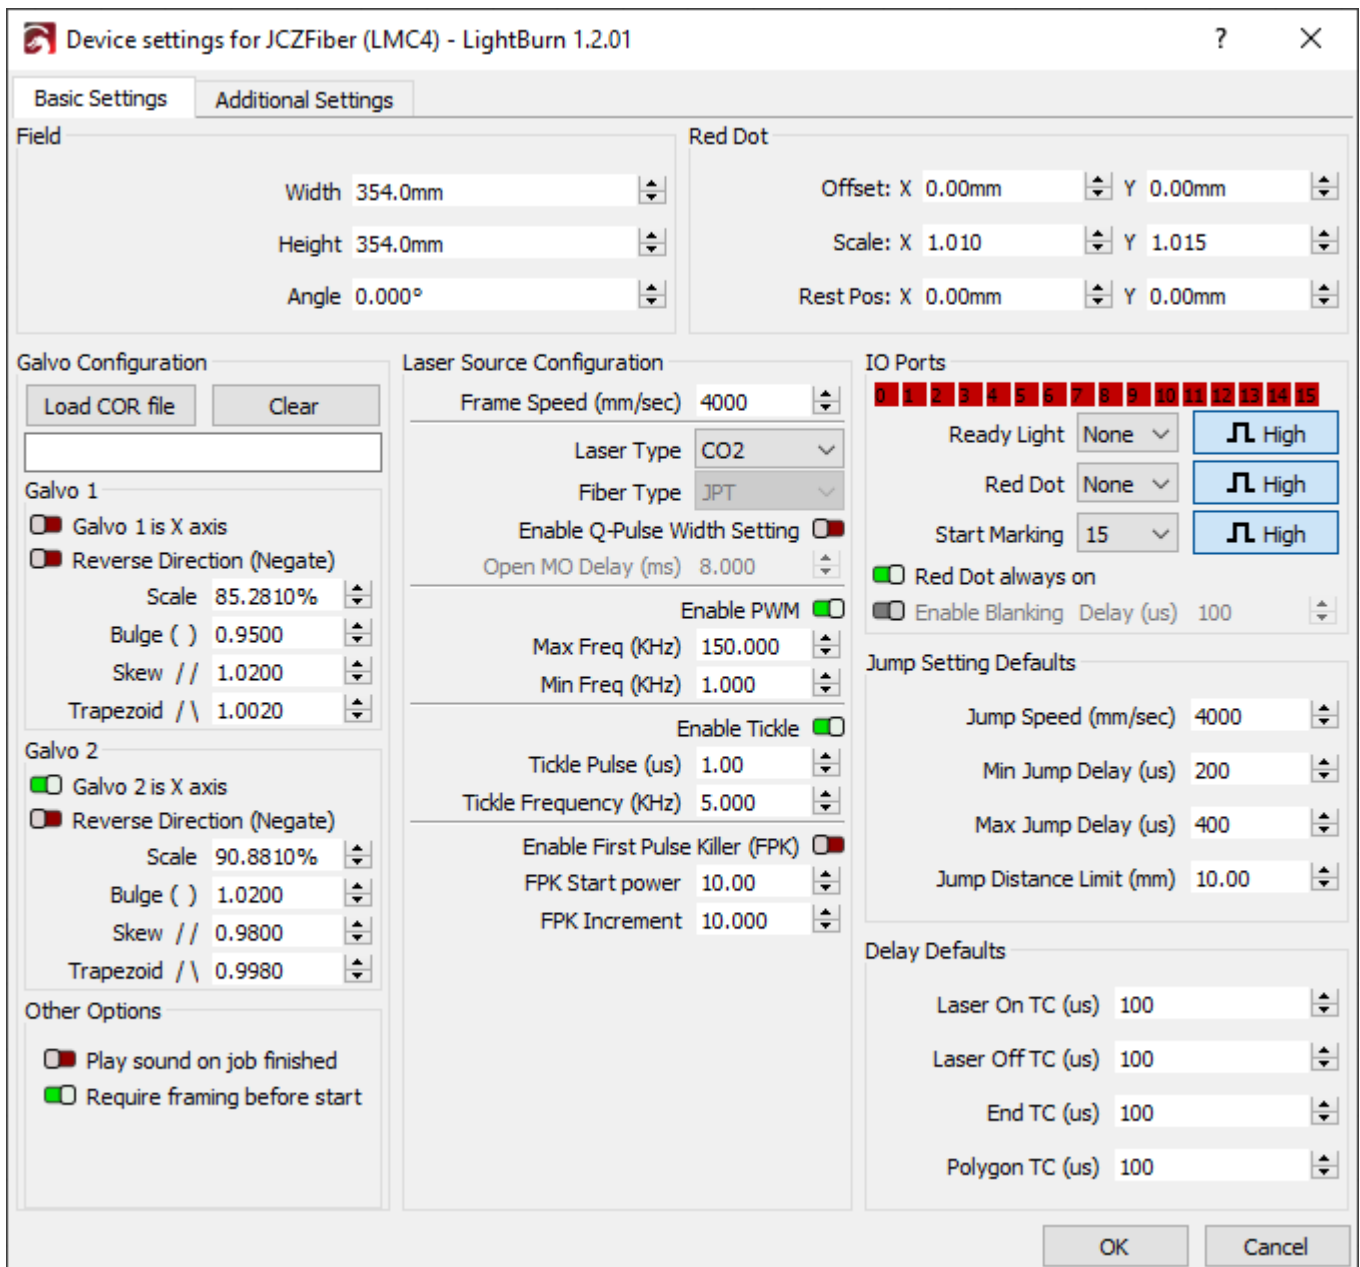 Device settings for JCZFiber (LMC4) - LightBurn 1.2.01
?
Basic Settings
Additional Settings
Field
Width 354.0mm
Height 354.0mm
Angle 0.000°
Red Dot
Offset: X 0.00mm Y 0.00mm
Scale: X 1.010 Y 1.015
Rest Pos: X 0.00mm Y 0.00mm
Galvo Configuration
Load COR file Clear
Galvo 1
Galvo 1 is X axis
Reverse Direction (Negate)
Scale 85.2810%
Bulge ( ) 0.9500
Skew / / 1.0200
Trapezoid / \ 1.0020
Galvo 2
Galvo 2 is X axis
Reverse Direction (Negate)
Scale 90.8810%
Bulge ( ) 1.0200
Skew / / 0.9800
Trapezoid / \ 0.9980
Other Options
Play sound on job finished
Require framing before start
Laser Source Configuration
Frame Speed (mm/sec) 4000
Laser Type CO2
Fiber Type JPT
Enable Q-Pulse Width Setting
Open MO Delay (ms) 8.000
Enable PWM
Max Freq (KHz) 150.000
Min Freq (KHz) 1.000
Enable Tickle
Tickle Pulse (us) 1.00
Tickle Frequency (KHz) 5.000
Enable First Pulse Killer (FPK)
FPK Start power 10.00
FPK Increment 10.000
IO Ports
0 1 2 3 4 5 6 7 8 9 10 11 12 13 14 15
Ready Light None High
Red Dot None High
Start Marking 15 High
Red Dot always on
Enable Blanking Delay (us) 100
Jump Setting Defaults
Jump Speed (mm/sec) 4000
Min Jump Delay (us) 200
Max Jump Delay (us) 400
Jump Distance Limit (mm) 10.00
Delay Defaults
Laser On TC (us) 100
Laser Off TC (us) 100
End TC (us) 100
Polygon TC (us) 100
OK Cancel